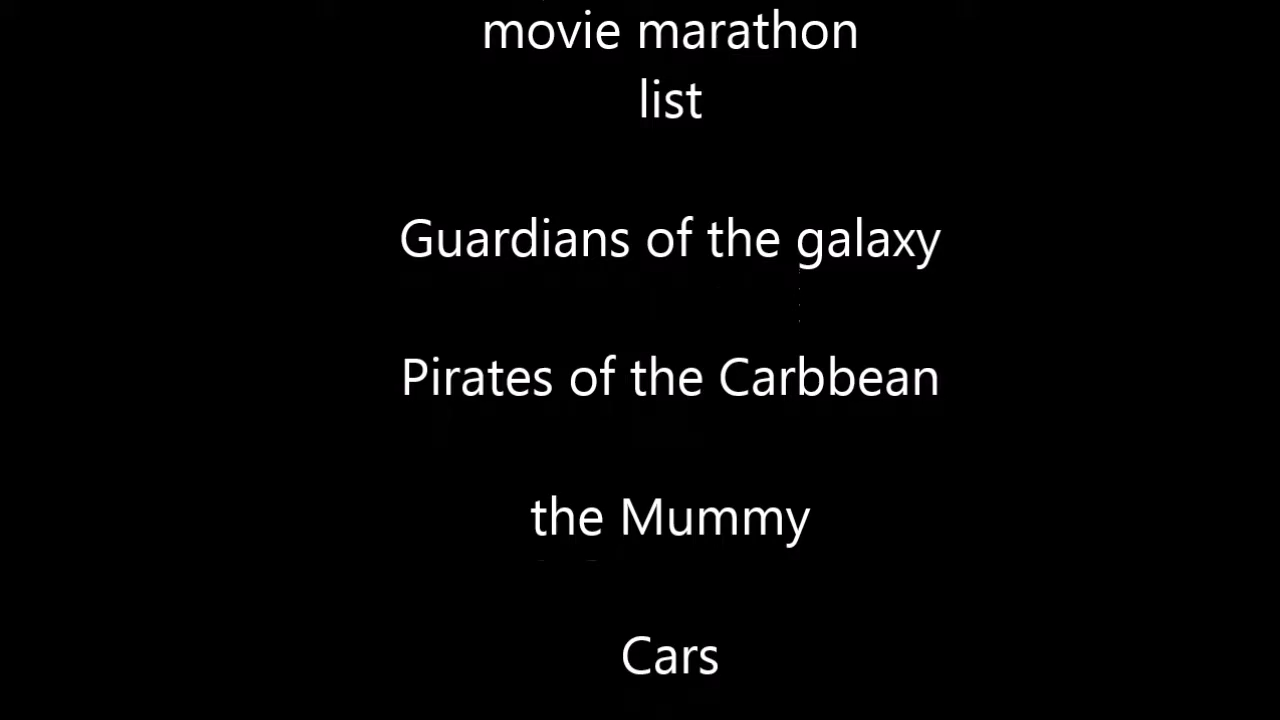 movie marathon
list
Guardians of the galaxy
Pirates of the Carbbean
the Mummy
Cars